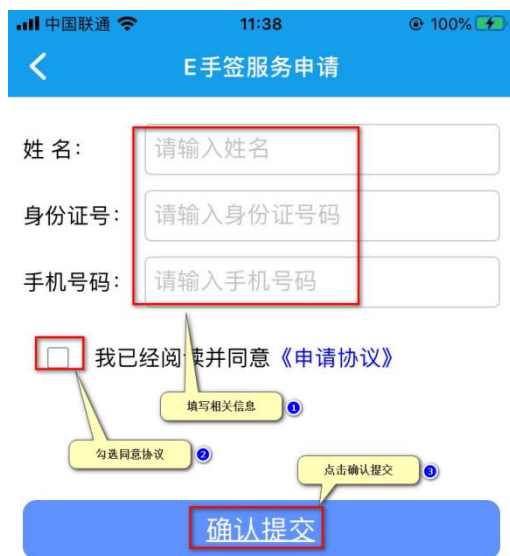 中国联通 11:38 100%
E手签服务申请
姓 名： 请输入姓名
身份证号： 请输入身份证号码
手机号码： 请输入手机号码
我已经阅读并同意《申请协议》
填写相关信息 1
勾选同意协议 2
点击确认提交 3
确认提交